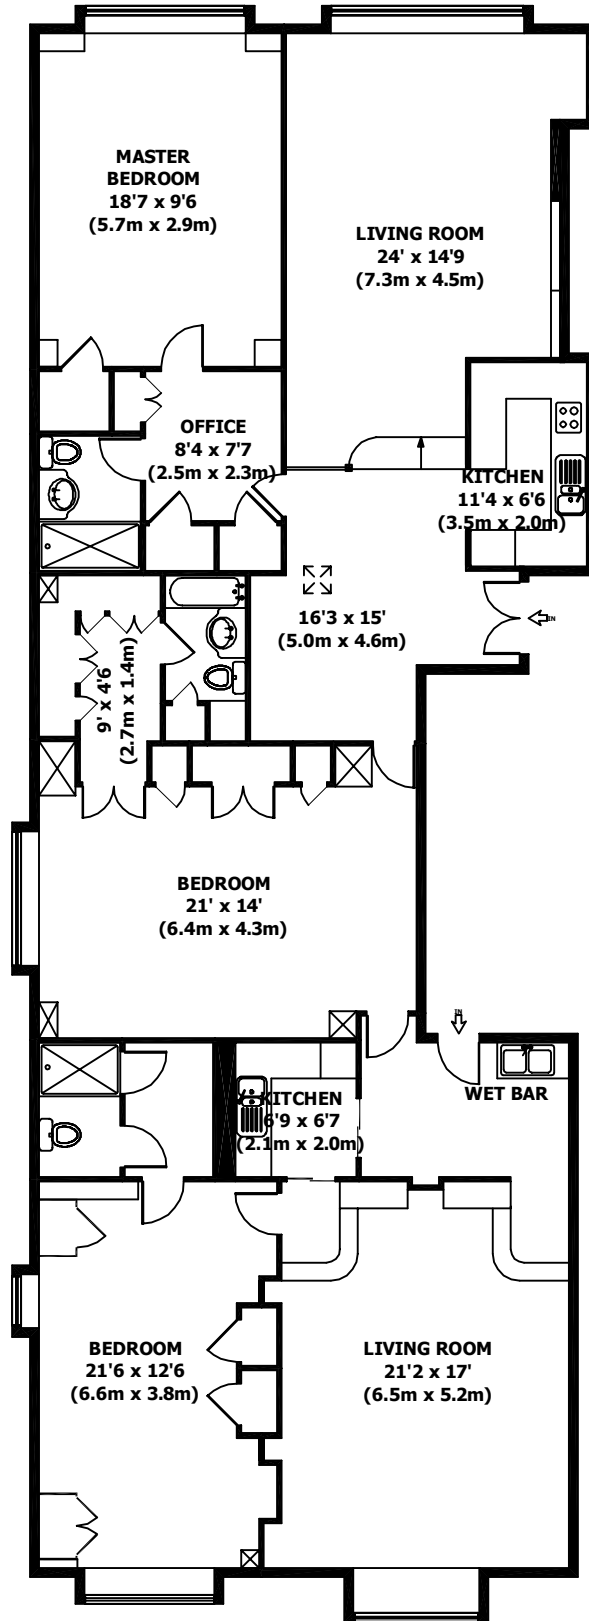 MASTER
BEDROOM
18'7 x 9'6
(5.7m x 2.9m)
LIVING ROOM
24' x 14'9
(7.3m x 4.5m)
OFFICE
8'4 x 7'7
(2.5m x 2.3m)
KITCHEN
11'4 x 6'6
(3.5m x 2.0m)
16'3 x 15'
(5.0m x 4.6m)
IN
9' x 4'6
(2.7m x 1.4m)
BEDROOM
21' x 14'
(6.4m x 4.3m)
IN
WET BAR
KITCHEN
6'9 x 6'7
(2.1m x 2.0m)
BEDROOM
21'6 x 12'6
(6.6m x 3.8m)
LIVING ROOM
21'2 x 17'
(6.5m x 5.2m)